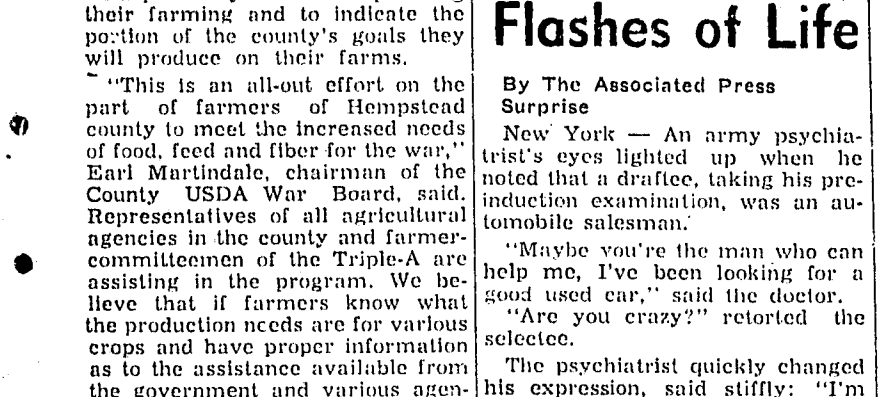 their farming and to indicate the
portion of the county's goals they
will produce on their farms.
"This is an all-out effort on the
part of farmers of Hempstead
county to meet the increased needs
of food, feed and fiber for the war,"
Earl Martindale, chairman of the
County USDA War Board, said.
Representatives of all agricultural
agencies in the county and farmer-
committeemen of the Triple-A are
assisting in the program. We be-
lieve that if farmers know what
the production needs are for various
crops and have proper information
as to the assistance available from
the government and various agen-
Flashes of Life
By The Associated Press
Surprise
New York — An army psychia-
trist's eyes lighted up when he
noted that a draftee, taking his pre-
induction examination, was an au-
tomobile salesman.
"Maybe you're the man who can
help me, I've been looking for a
good used car," said the doctor.
"Are you crazy?" retorted the
selectee.
The psychiatrist quickly changed
his expression, said stiffly: "I'm